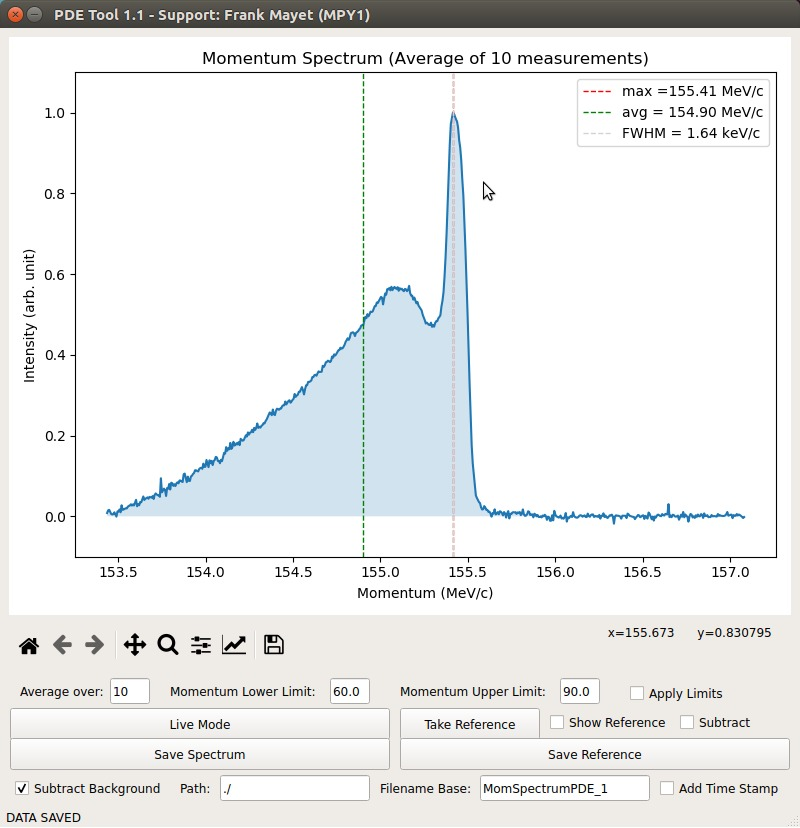 PDE Tool 1.1 - Support: Frank Mayet (MPY1)
Momentum Spectrum (Average of 10 measurements)
max =155.41 MeV/c
avg = 154.90 MeV/c
FWHM = 1.64 keV/c
Intensity (arb. unit)
1.0
0.8
0.6
0.4
0.2
0.0
153.5 154.0 154.5 155.0 155.5 156.0 156.5 157.0
Momentum (MeV/c)
x=155.673 y=0.830795
Average over: 10 Momentum Lower Limit: 60.0 Momentum Upper Limit: 90.0 Apply Limits
Live Mode Take Reference Show Reference Subtract
Save Spectrum Save Reference
Subtract Background Path: ./ Filename Base: MomSpectrumPDE_1 Add Time Stamp
DATA SAVED